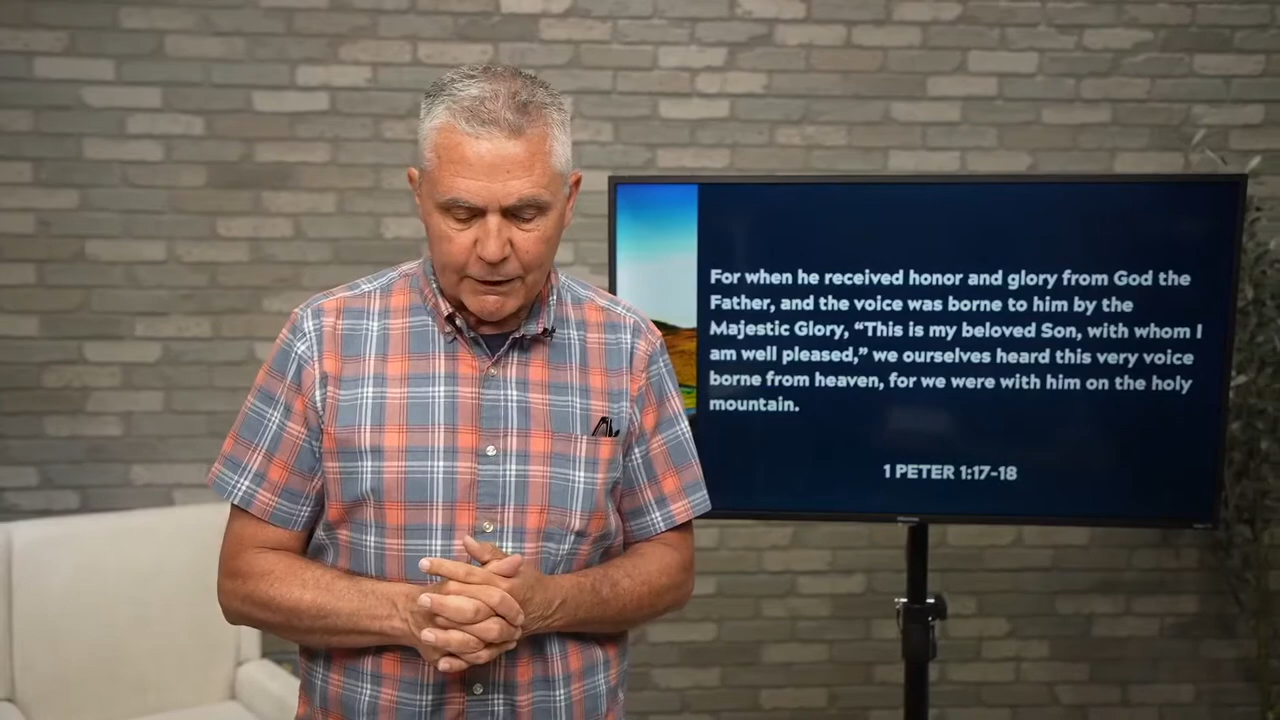 For when he received honor and glory from God the
Father, and the voice was borne to him by the
Majestic Glory, “This is my beloved Son, with whom I
am well pleased,” we ourselves heard this very voice
borne from heaven, for we were with him on the holy
mountain.
1 PETER 1:17-18